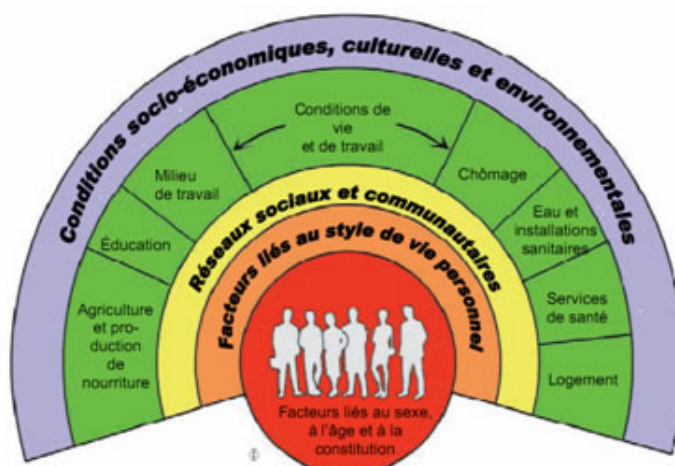 Conditions socio-économiques, culturelles et environnementales
Conditions de
vie
et de travail
Milieu
de travail
Chômage
Éducation
Eau et
installations
sanitaires
Agriculture
et pro-
duction
de
nourriture
Services
de santé
Logement
Réseaux sociaux et communautaires
Facteurs liés au style de vie personnel
Facteurs liés au sexe,
à l'âge et à la
constitution